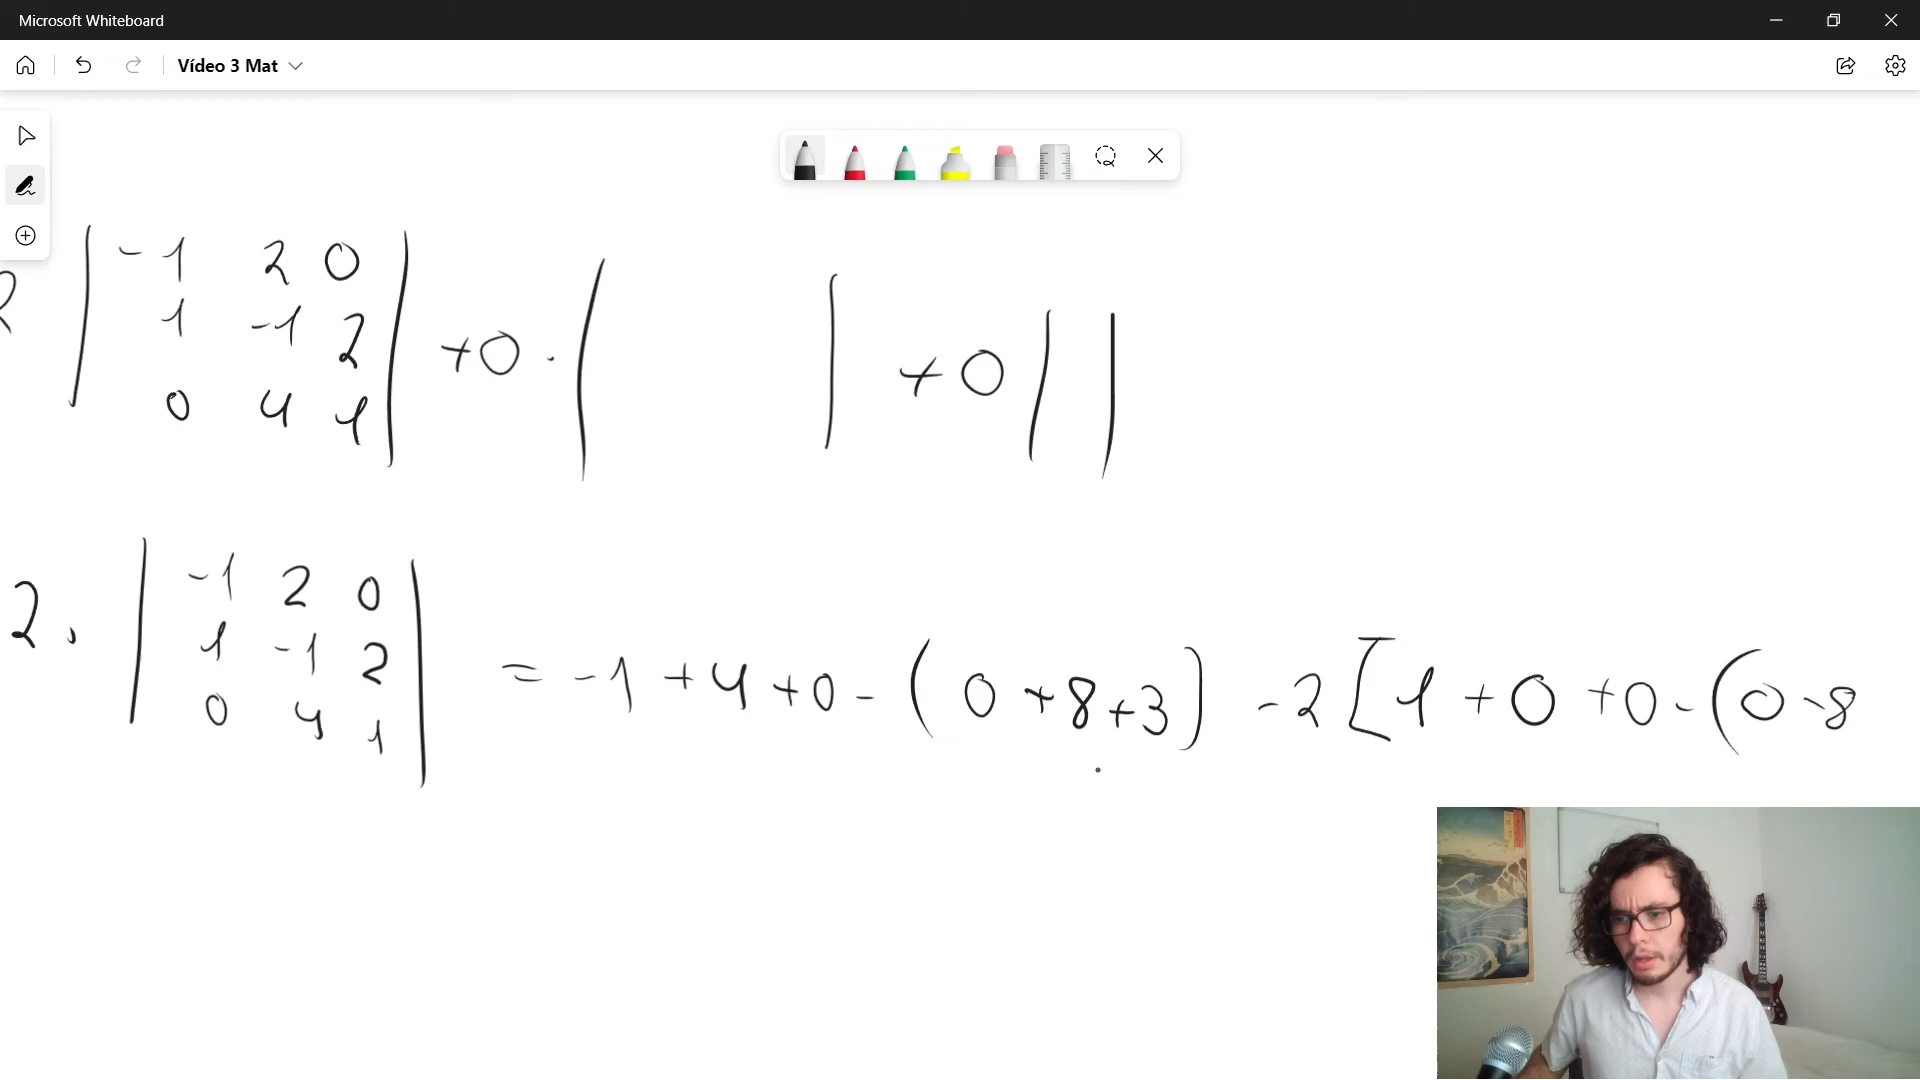 Microsoft Whiteboard
Vídeo 3 Mat
| -1 2 0 |
| 1 -1 2 | +0 · | | +0 | |
| 0 4 1 |
| -1 2 0 |
2 · | 1 -1 2 | = -1 +4 +0 - ( 0 +8 +3 ) -2 [ 1 +0 +0 - ( 0 -8
| 0 4 1 |